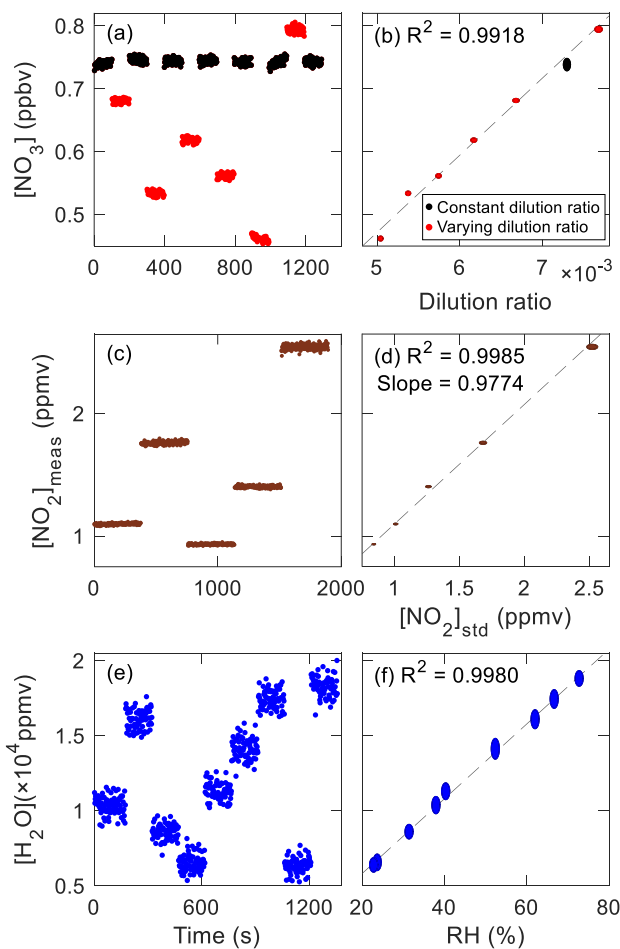 (a)
0.8
0.7
0.6
0.5
[NO₃] (ppbv)
0 400 800 1200
(b) R² = 0.9918
Constant dilution ratio
Varying dilution ratio
5 6 7
×10⁻³
Dilution ratio
(c)
2
1
[NO₂]meas (ppmv)
0 1000 2000
(d) R² = 0.9985
Slope = 0.9774
1 1.5 2 2.5
[NO₂]std (ppmv)
(e)
2
1.5
1
0.5
[H₂O](×10⁴ppmv)
0 600 1200
Time (s)
(f) R² = 0.9980
20 40 60 80
RH (%)